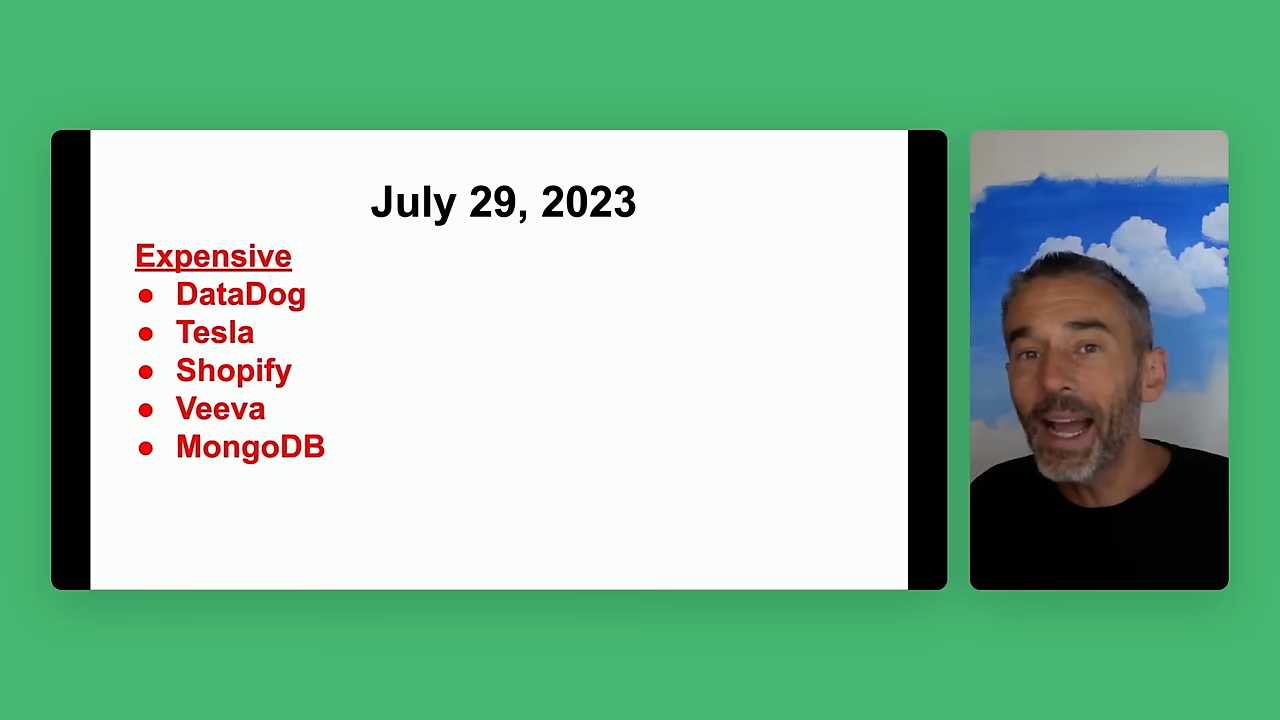 July 29, 2023
Expensive
● DataDog
● Tesla
● Shopify
● Veeva
● MongoDB